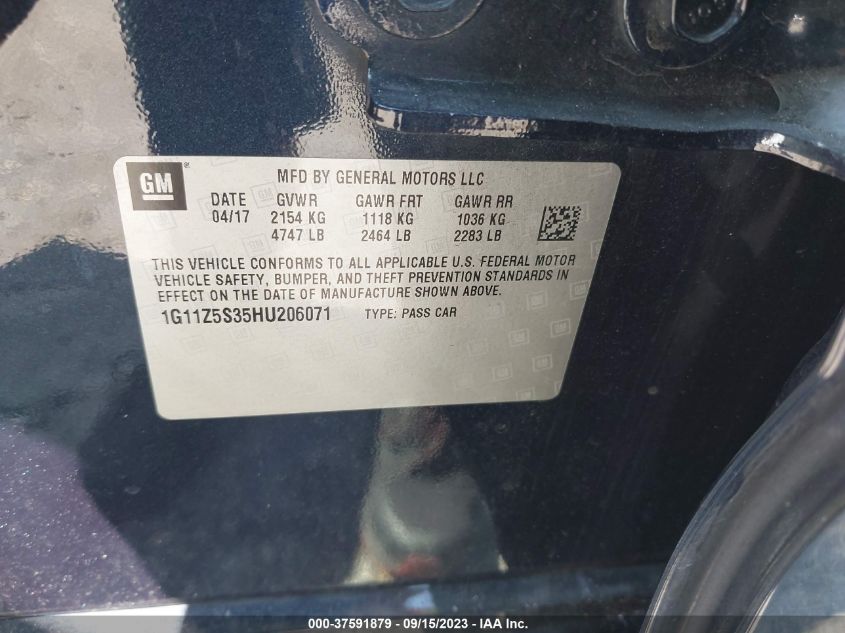 108
GM
MFD BY GENERAL MOTORS LLC
DATE GVWR GAWR FRT GAWR RR
04/17 2154 KG 1118 KG 1036 KG
4747 LB 2464 LB 2283 LB
THIS VEHICLE CONFORMS TO ALL APPLICABLE U.S. FEDERAL MOTOR
VEHICLE SAFETY, BUMPER, AND THEFT PREVENTION STANDARDS IN
EFFECT ON THE DATE OF MANUFACTURE SHOWN ABOVE.
1G11Z5S35HU206071 TYPE: PASS CAR
000-37591879 - 09/15/2023 - IAA Inc.